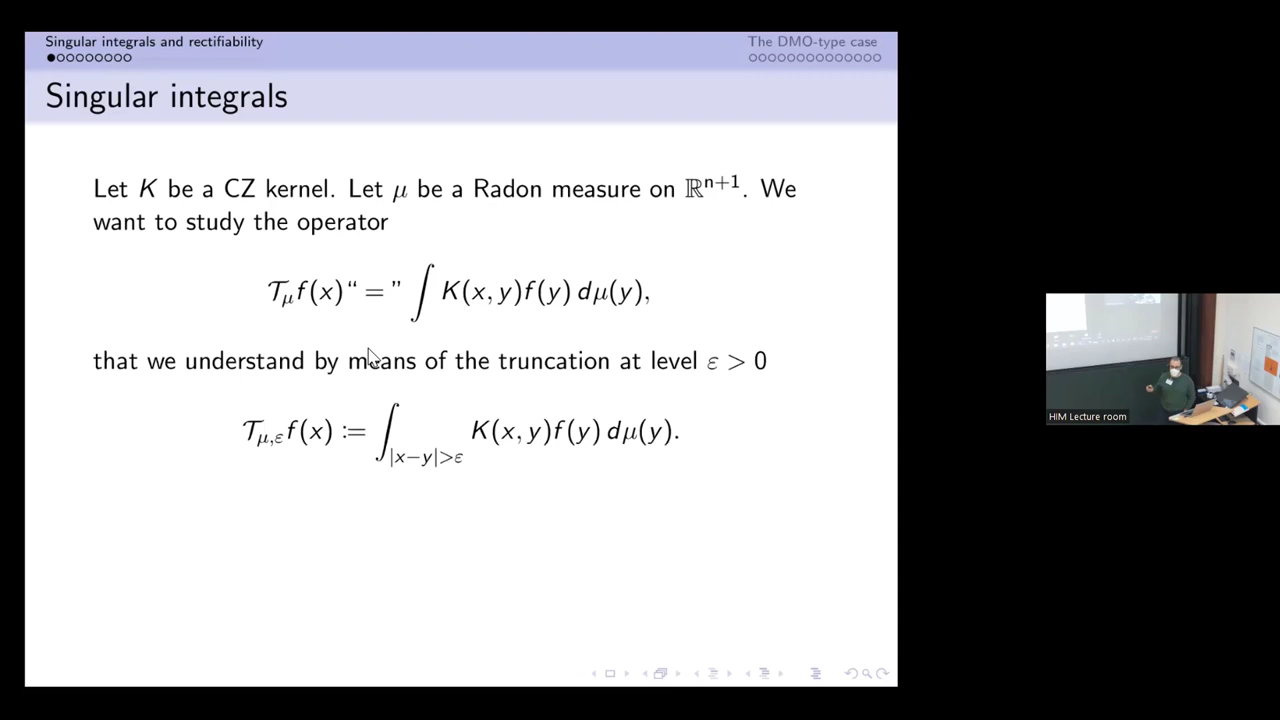 Singular integrals and rectifiability
The DMO-type case
Singular integrals
Let K be a CZ kernel. Let μ be a Radon measure on ℝⁿ⁺¹. We
want to study the operator
𝒯_μ f(x) “ = ” ∫ K(x, y)f(y) dμ(y),
that we understand by means of the truncation at level ε > 0
𝒯_{μ,ε} f(x) := ∫_{|x−y|>ε} K(x, y)f(y) dμ(y).
HIM Lecture room